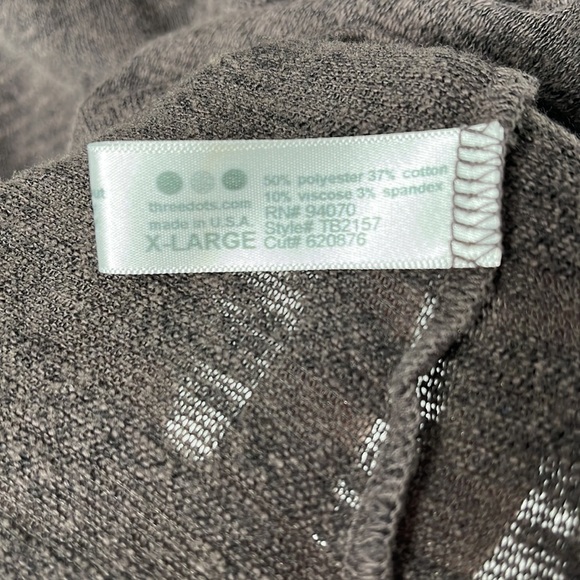 ut
50% polyester 37% cotton
threedots.com
10% viscose 3% spandex
made in U.S.A.
RN# 94070
X-LARGE
Style# TB2157
Cut# 620876